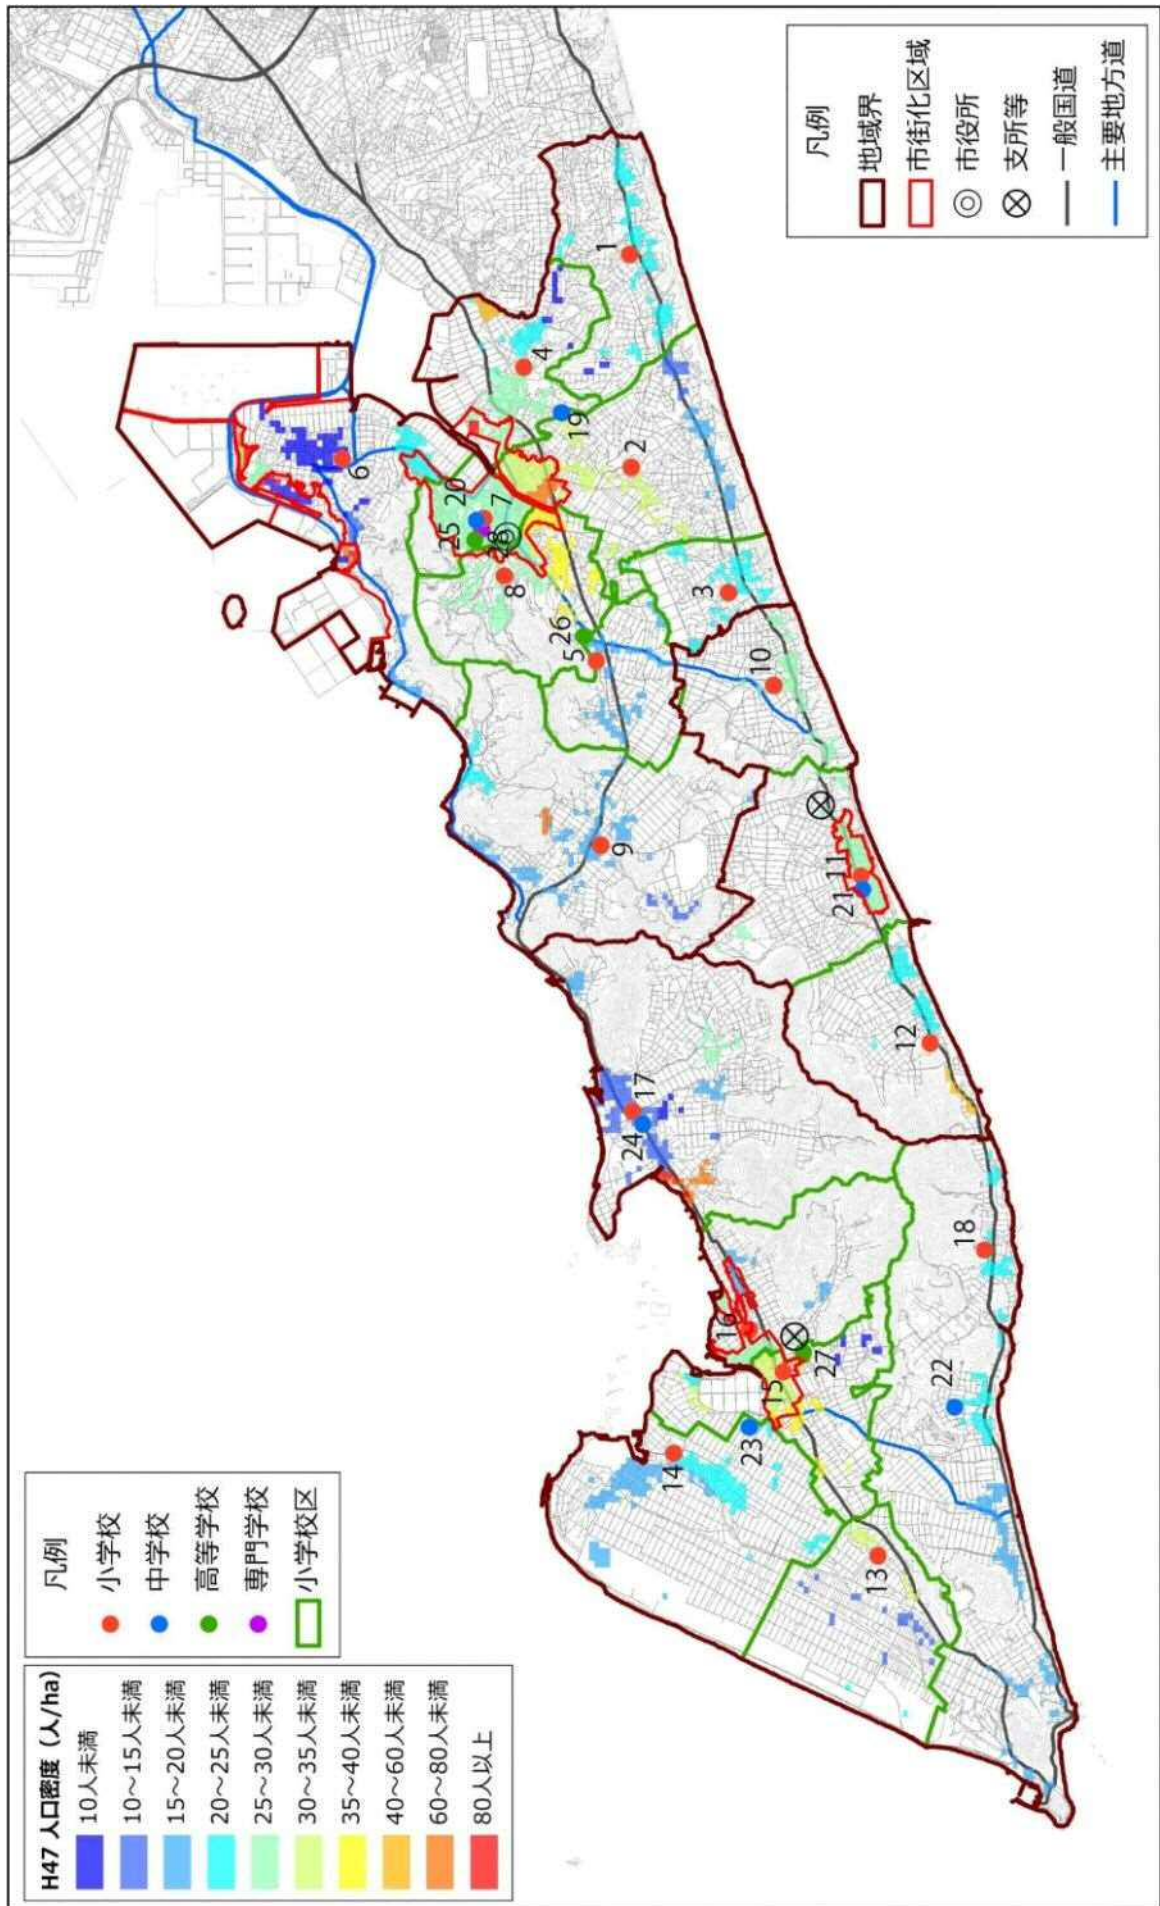 H47 人口密度（人/ha）
10人未満
10～15人未満
15～20人未満
20～25人未満
25～30人未満
30～35人未満
35～40人未満
40～60人未満
60～80人未満
80人以上
凡例
小学校
中学校
高等学校
専門学校
小学校区
凡例
地域界
市街化区域
市役所
支所等
一般国道
主要地方道
1
2
3
4
5
6
7
8
9
10
11
12
13
14
15
16
17
18
19
20
21
22
23
24
25
26
27
28